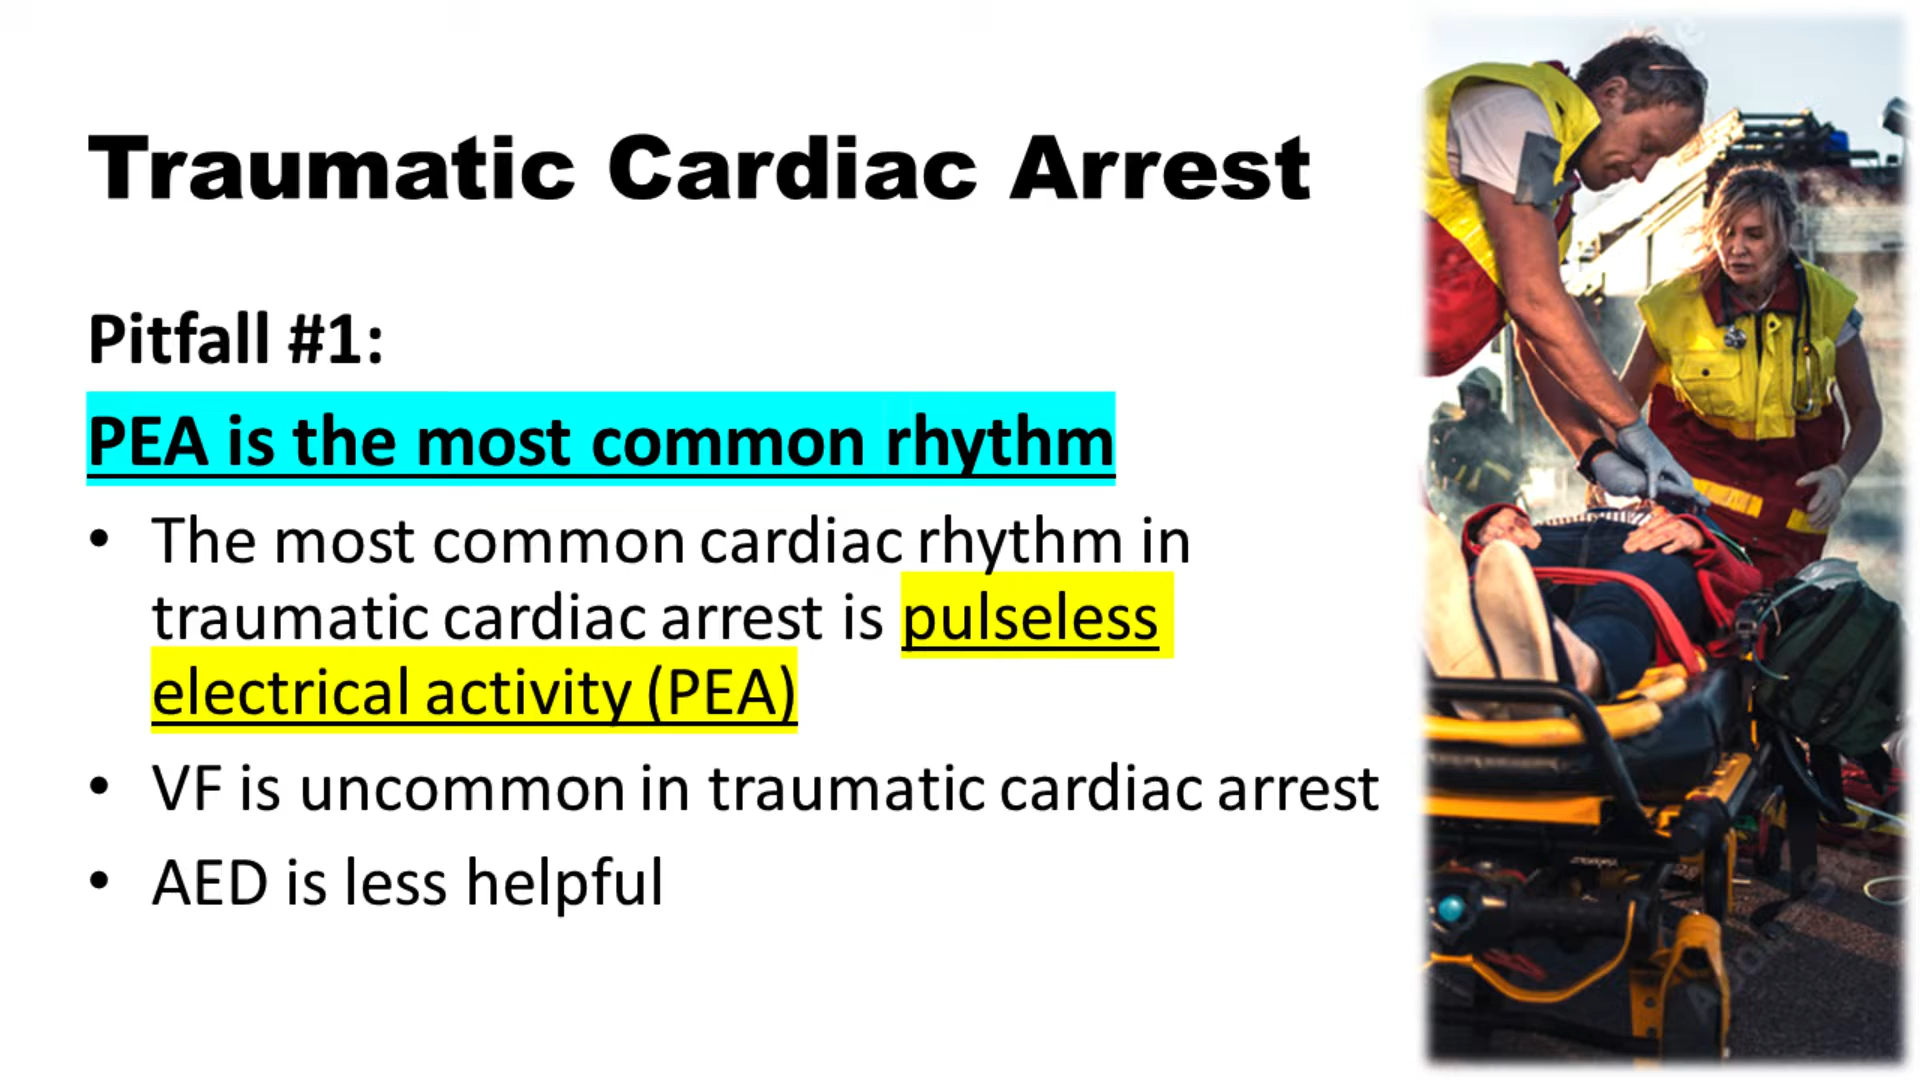 Traumatic Cardiac Arrest
Pitfall #1:
PEA is the most common rhythm
• The most common cardiac rhythm in
traumatic cardiac arrest is pulseless
electrical activity (PEA)
• VF is uncommon in traumatic cardiac arrest
• AED is less helpful